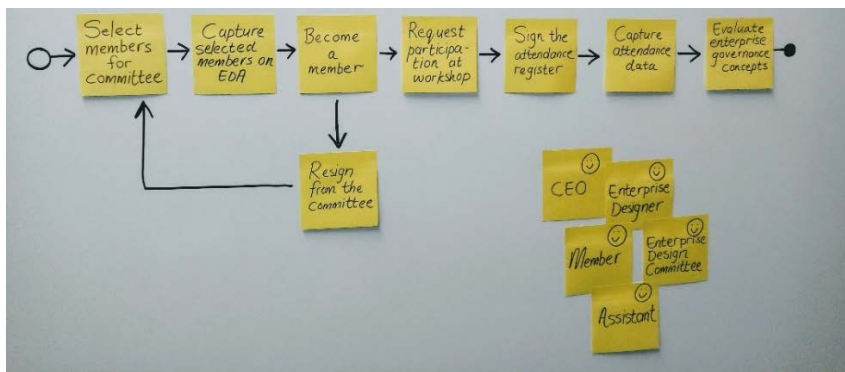 Select
members
for
committee
Capture
selected
members on
EDA
Become
a
member
Request
participa-
tion at
workshop
Sign the
attendance
register
Capture
attendance
data
Evaluate
enterprise
governance
concepts
Resign
from the
committee
CEO
Enterprise
Designer
Member
Enterprise
Design
Committee
Assistant